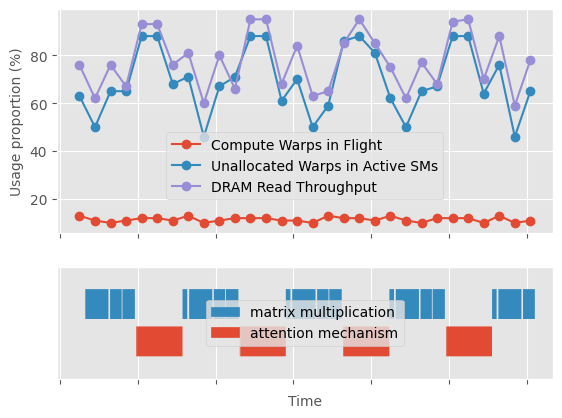 Usage proportion (%)
80
60
40
20
Compute Warps in Flight
Unallocated Warps in Active SMs
DRAM Read Throughput
matrix multiplication
attention mechanism
Time